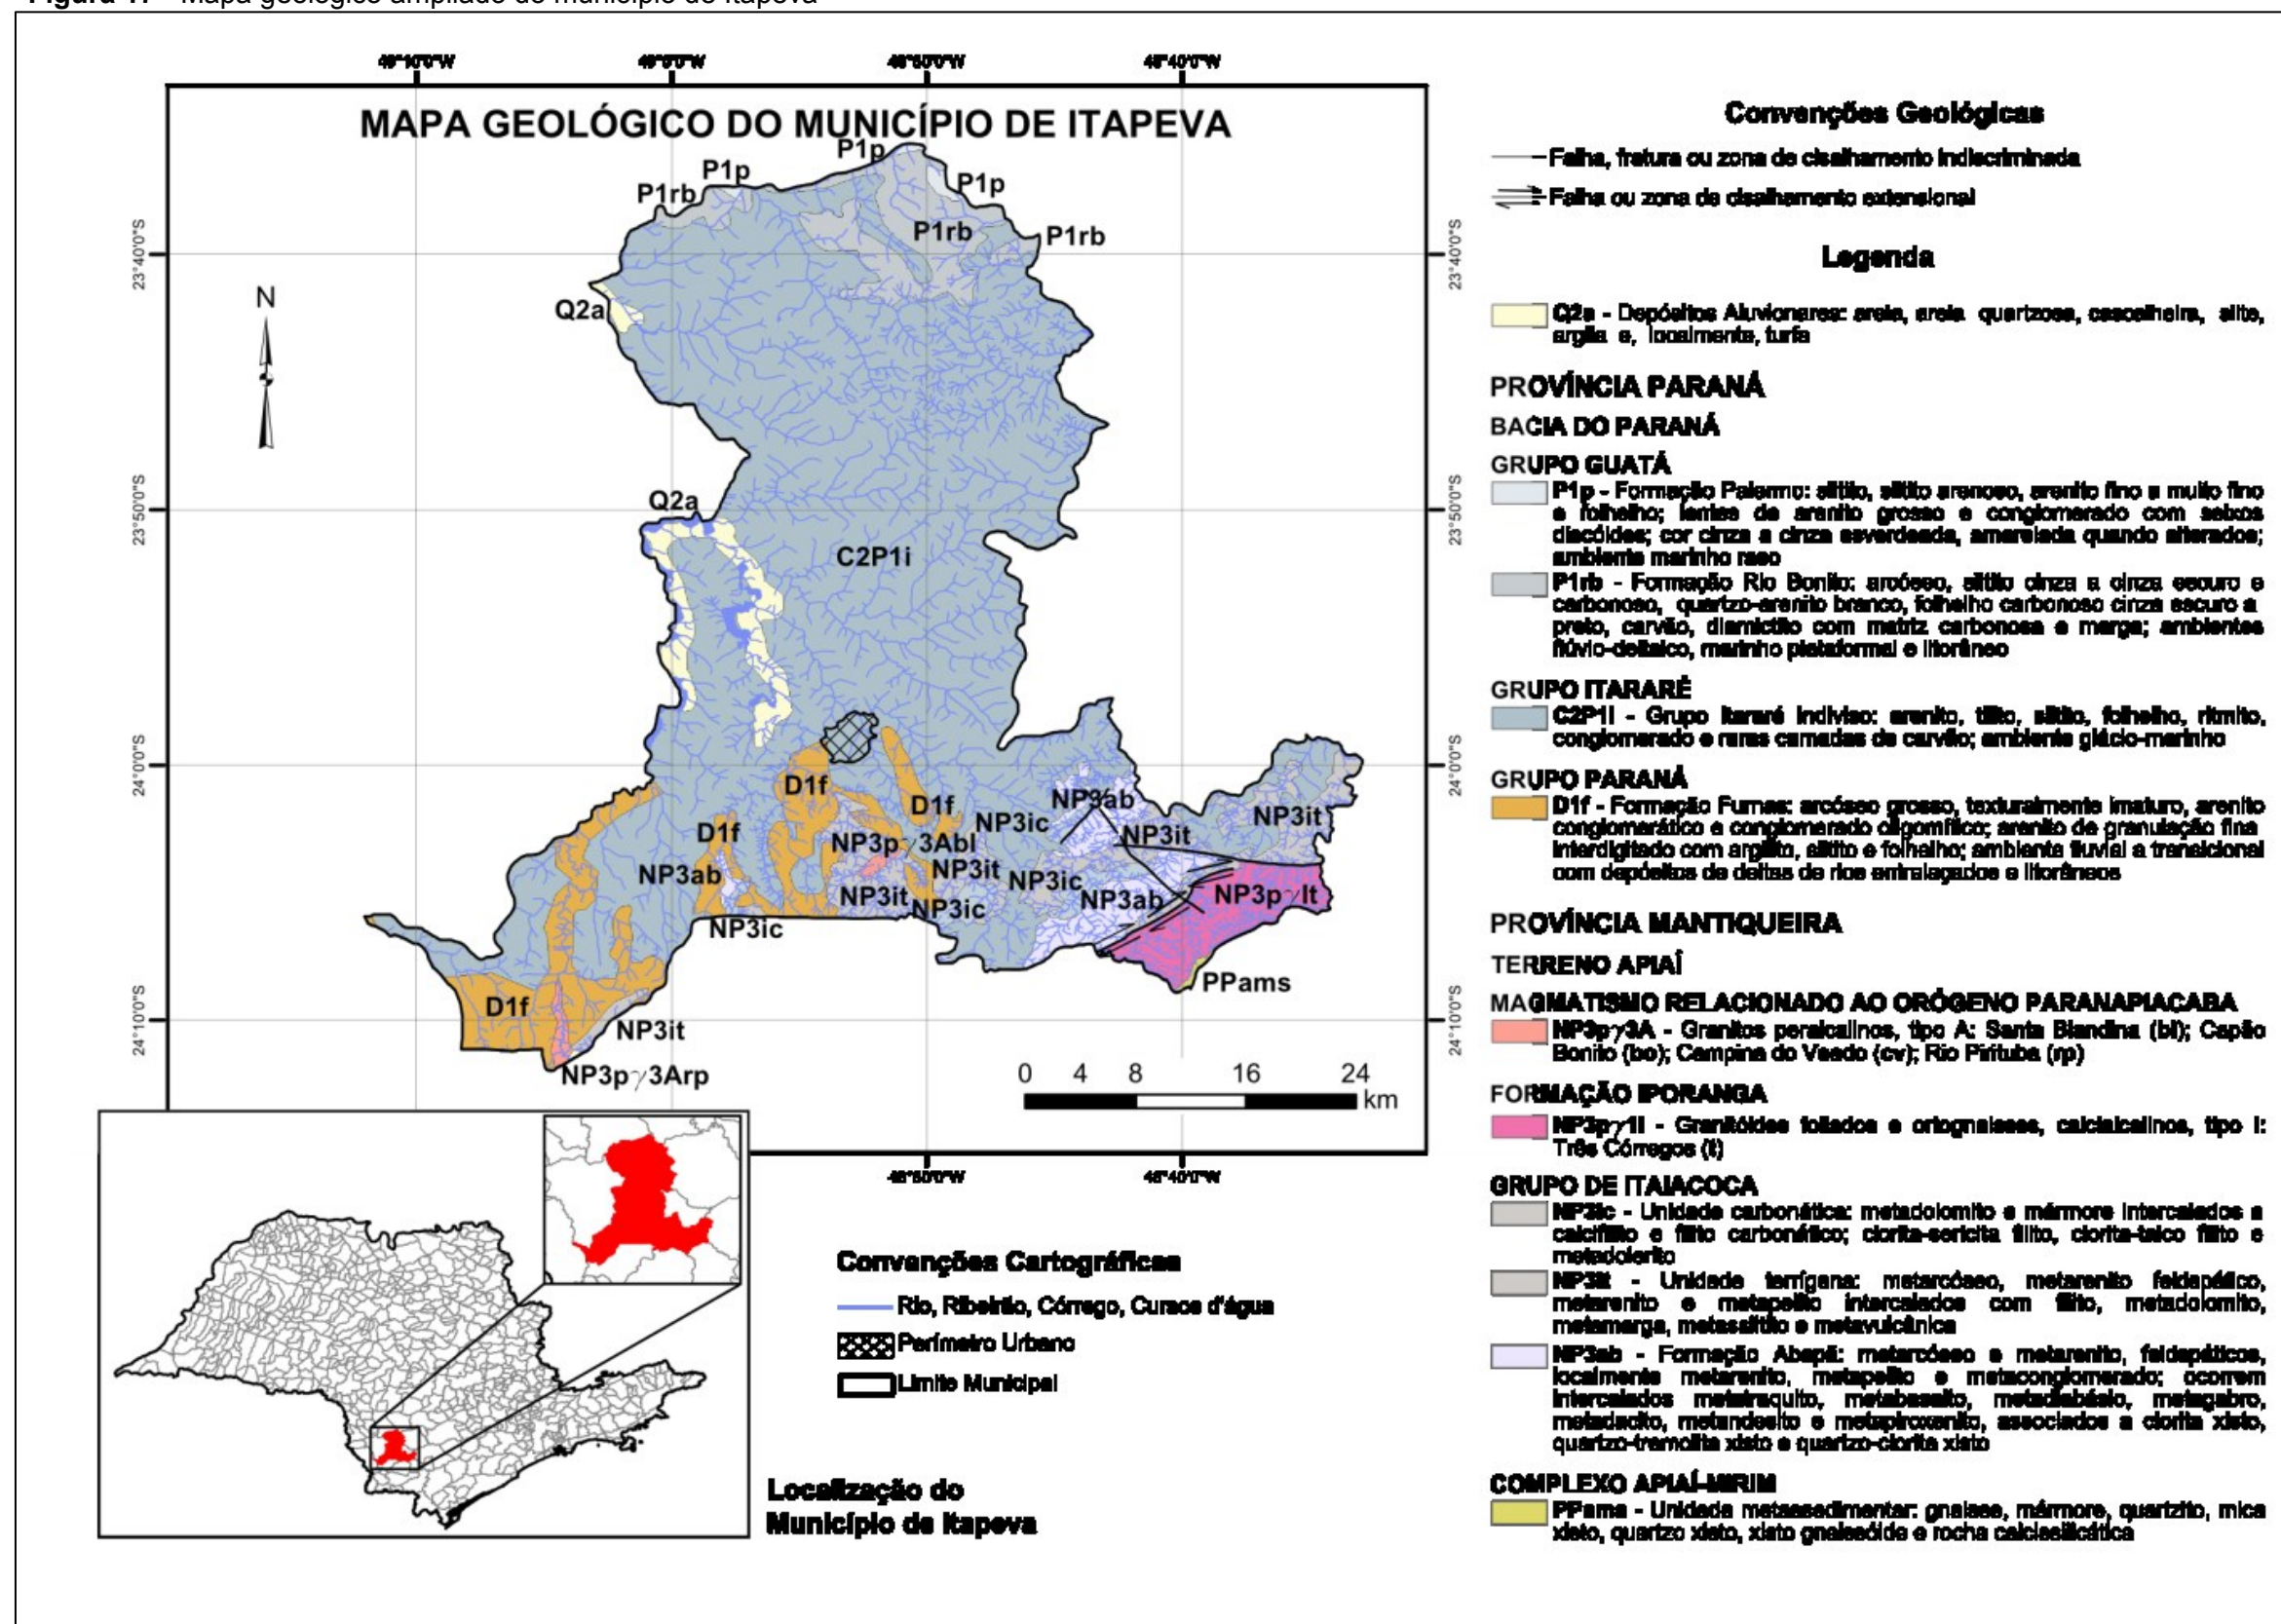 Figura 17 - Mapa geológico ampliado do município de Itapeva
49°10'0"W 49°0'0"W 48°50'0"W 48°40'0"W
MAPA GEOLÓGICO DO MUNICÍPIO DE ITAPEVA
P1p
P1p
P1p
P1rb
P1rb
P1rb
23°40'0"S
23°40'0"S
N
Q2a
Q2a
23°50'0"S
23°50'0"S
C2P1i
24°0'0"S
24°0'0"S
D1f
D1f
D1f
NP3ab
NP3ic
NP3it
NP3it
NP3pγ3Abl
NP3ab
NP3it
NP3ic
NP3it
NP3ic
NP3ab
NP3pγ1t
NP3ic
PPams
D1f
NP3it
24°10'0"S
24°10'0"S
NP3pγ3Arp
0 4 8 16 24
km
48°50'0"W 48°40'0"W
Convenções Cartográficas
Rio, Ribeirão, Córrego, Cursos d'água
Perímetro Urbano
Limite Municipal
Localização do
Município de Itapeva
Convenções Geológicas
Falha, fratura ou zona de cisalhamento indiscriminada
Falha ou zona de cisalhamento extensional
Legenda
Q2a - Depósitos Aluvionares: areia, areia quartzosa, cascalheira, silte,
argila e, localmente, turfa
PROVÍNCIA PARANÁ
BACIA DO PARANÁ
GRUPO GUATÁ
P1p - Formação Palermo: siltito, siltito arenoso, arenito fino a muito fino
e folhelho; lentes de arenito grosso e conglomerado com seixos
discóides; cor cinza a cinza esverdeada, amarelada quando alterados;
ambiente marinho raso
P1rb - Formação Rio Bonito: arcóseo, siltito cinza a cinza escuro e
carbonoso, quartzo-arenito branco, folhelho carbonoso cinza escuro a
preto, carvão, diamictito com matriz carbonosa e marga; ambientes
flúvio-deltaico, marinho plataformal e litorâneo
GRUPO ITARARÉ
C2P1i - Grupo Itararé Indiviso: arenito, tilito, siltito, folhelho, ritmito,
conglomerado e raras camadas de carvão; ambiente glácio-marinho
GRUPO PARANÁ
D1f - Formação Furnas: arcóseo grosso, texturalmente imaturo, arenito
conglomerático e conglomerado oligomítico; arenito de granulação fina
interdigitado com argilito, siltito e folhelho; ambiente fluvial a transicional
com depósitos de deltas de rios entrelaçados e litorâneos
PROVÍNCIA MANTIQUEIRA
TERRENO APIAÍ
MAGMATISMO RELACIONADO AO ORÓGENO PARANAPIACABA
NP3pγ3A - Granitos peralcalinos, tipo A: Santa Blandina (bl); Capão
Bonito (bo); Campina do Veado (cv); Rio Pirituba (rp)
FORMAÇÃO IPORANGA
NP3pγ1I - Granitóides foliados e ortognaisses, calcialcalinos, tipo I:
Três Córregos (t)
GRUPO DE ITAIACOCA
NP3ic - Unidade carbonática: metadolomito e mármore intercalados a
calcifilito e filito carbonático; clorita-sericita filito, clorita-talco filito e
metadolerito
NP3it - Unidade terrígena: metarcóseo, metarenito feldspático,
metarenito e metapelito intercalados com filito, metadolomito,
metamarga, metassiltito e metavulcânica
NP3ab - Formação Abapã: metarcóseo e metarenito, feldspáticos,
localmente metarenito, metapelito e metaconglomerado; ocorrem
intercalados metatraquito, metabasalto, metadiabásio, metagabro,
metadacito, metandesito e metapiroxenito, associados a clorita xisto,
quartzo-tremolita xisto e quartzo-clorita xisto
COMPLEXO APIAÍ-MIRIM
PPams - Unidade metassedimentar: gnaisse, mármore, quartzito, mica
xisto, quartzo xisto, xisto gnaissóide e rocha calcissilicática